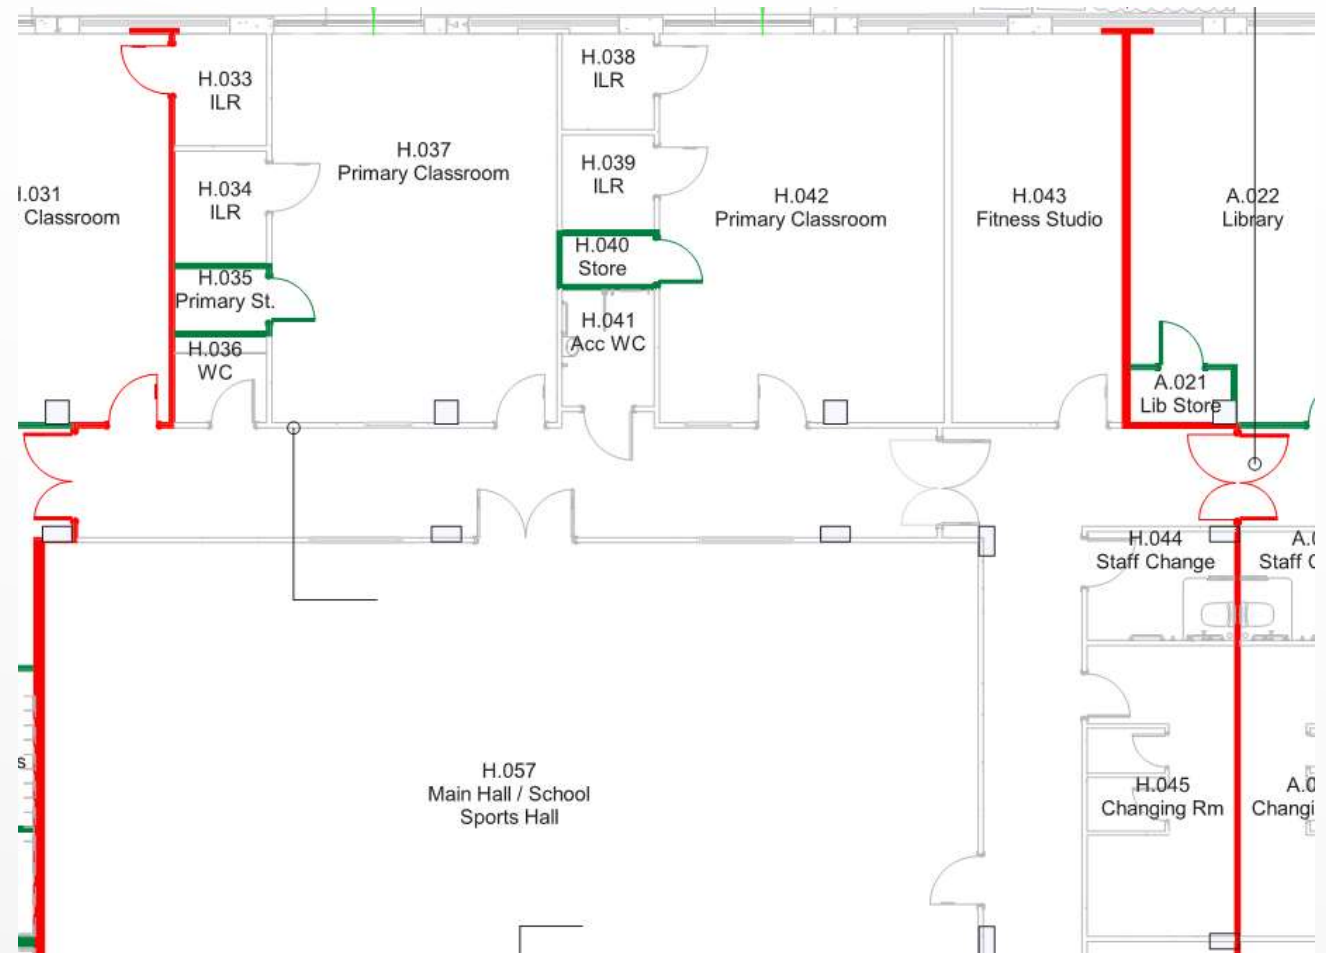 H.033
ILR
H.038
ILR
H.037
Primary Classroom
H.039
ILR
H.034
ILR
.031
Classroom
H.042
Primary Classroom
H.043
Fitness Studio
A.022
Library
H.040
Store
H.035
Primary St.
H.041
Acc WC
H.036
WC
A.021
Lib Store
H.044
Staff Change
A.0
Staff C
H.057
Main Hall / School
Sports Hall
s
H.045
Changing Rm
A.0
Changi